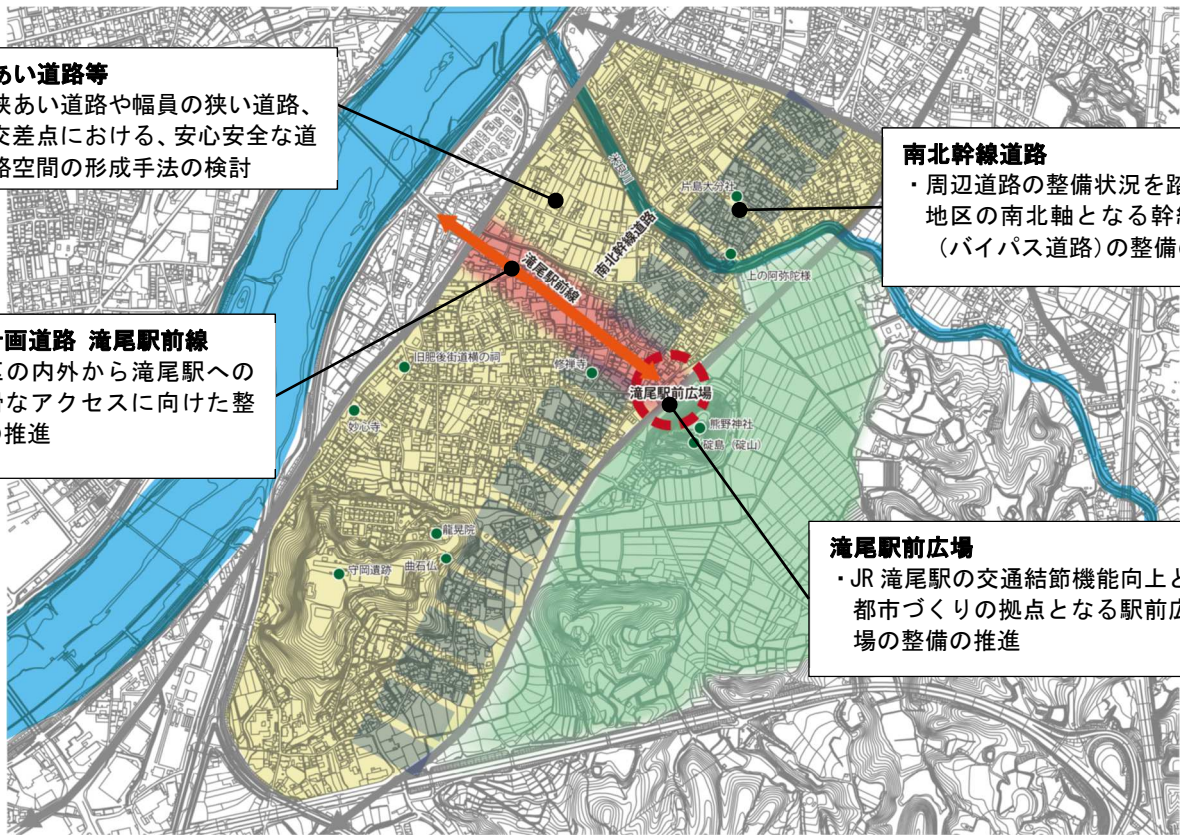 あい道路等
狭あい道路や幅員の狭い道路、
交差点における、安心安全な道
路空間の形成手法の検討
南北幹線道路
・周辺道路の整備状況を踏
地区の南北軸となる幹
（バイパス道路）の整備
画道路 滝尾駅前線
の内外から滝尾駅への
なアクセスに向けた整
推進
滝尾駅前広場
・JR 滝尾駅の交通結節機能向上と
都市づくりの拠点となる駅前広
場の整備の推進
片島大分社
南北幹線道路
上の阿弥陀様
滝尾駅前線
旧肥後街道横の祠
修禅寺
滝尾駅前広場
妙心寺
熊野神社
碇島（碇山）
龍晃院
曲石仏
守岡遺跡